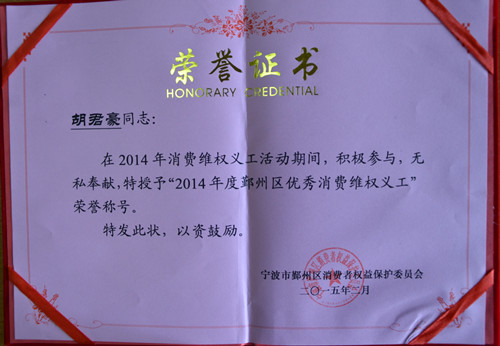 荣誉证书
HONORARY CREDENTIAL
胡君豪同志：
在2014年消费维权义工活动期间，积极参与，无
私奉献，特授予“2014年度鄞州区优秀消费维权义工”
荣誉称号。
特发此状，以资鼓励。
宁波市鄞州区消费者权益保护委员会
二〇一五年二月